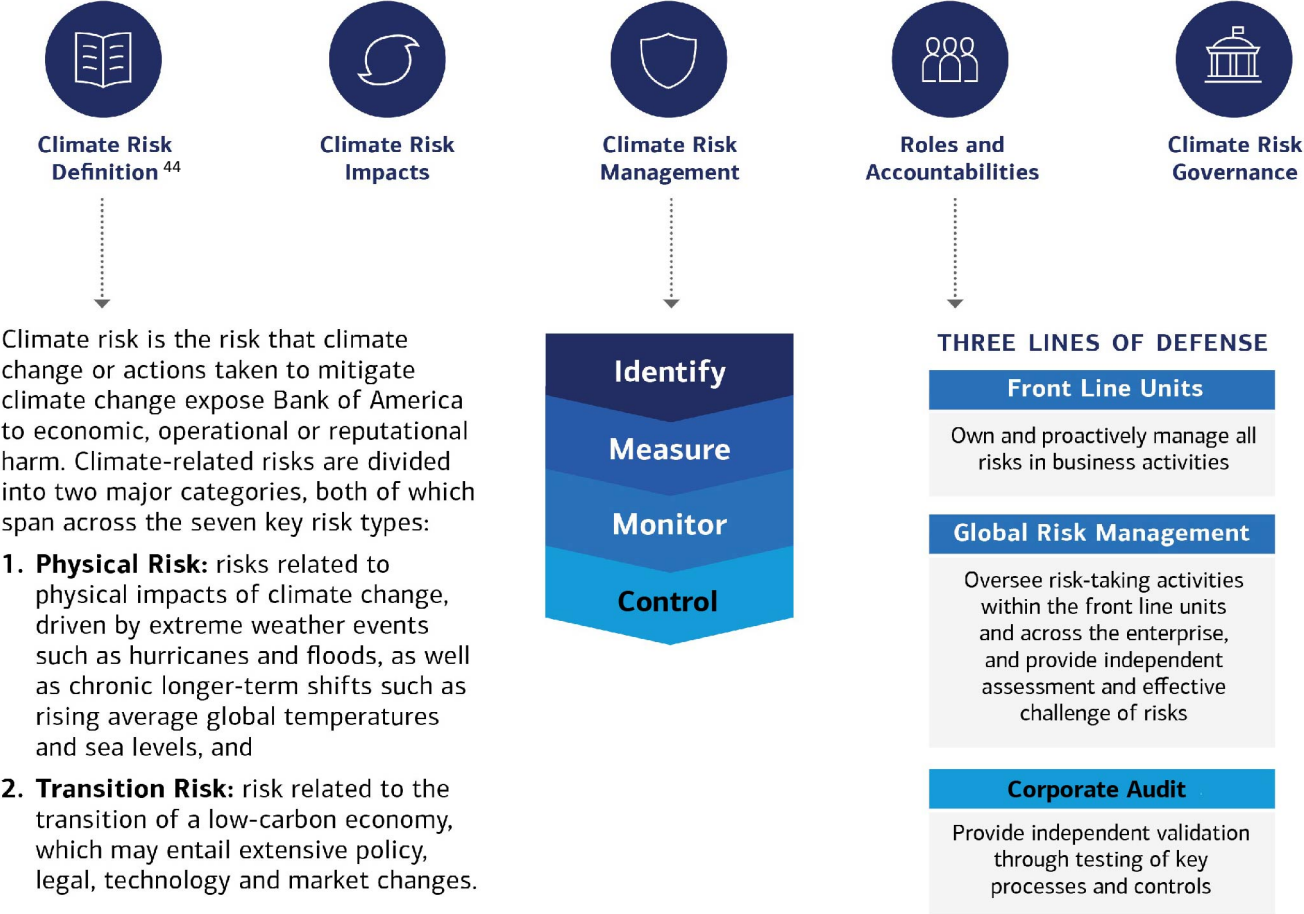 Climate Risk
Definition 44
Climate Risk
Impacts
Climate Risk
Management
Roles and
Accountabilities
Climate Risk
Governance
Climate risk is the risk that climate
change or actions taken to mitigate
climate change expose Bank of America
to economic, operational or reputational
harm. Climate-related risks are divided
into two major categories, both of which
span across the seven key risk types:
1. Physical Risk: risks related to
physical impacts of climate change,
driven by extreme weather events
such as hurricanes and floods, as well
as chronic longer-term shifts such as
rising average global temperatures
and sea levels, and
2. Transition Risk: risk related to the
transition of a low-carbon economy,
which may entail extensive policy,
legal, technology and market changes.
Identify
Measure
Monitor
Control
THREE LINES OF DEFENSE
Front Line Units
Own and proactively manage all
risks in business activities
Global Risk Management
Oversee risk-taking activities
within the front line units
and across the enterprise,
and provide independent
assessment and effective
challenge of risks
Corporate Audit
Provide independent validation
through testing of key
processes and controls